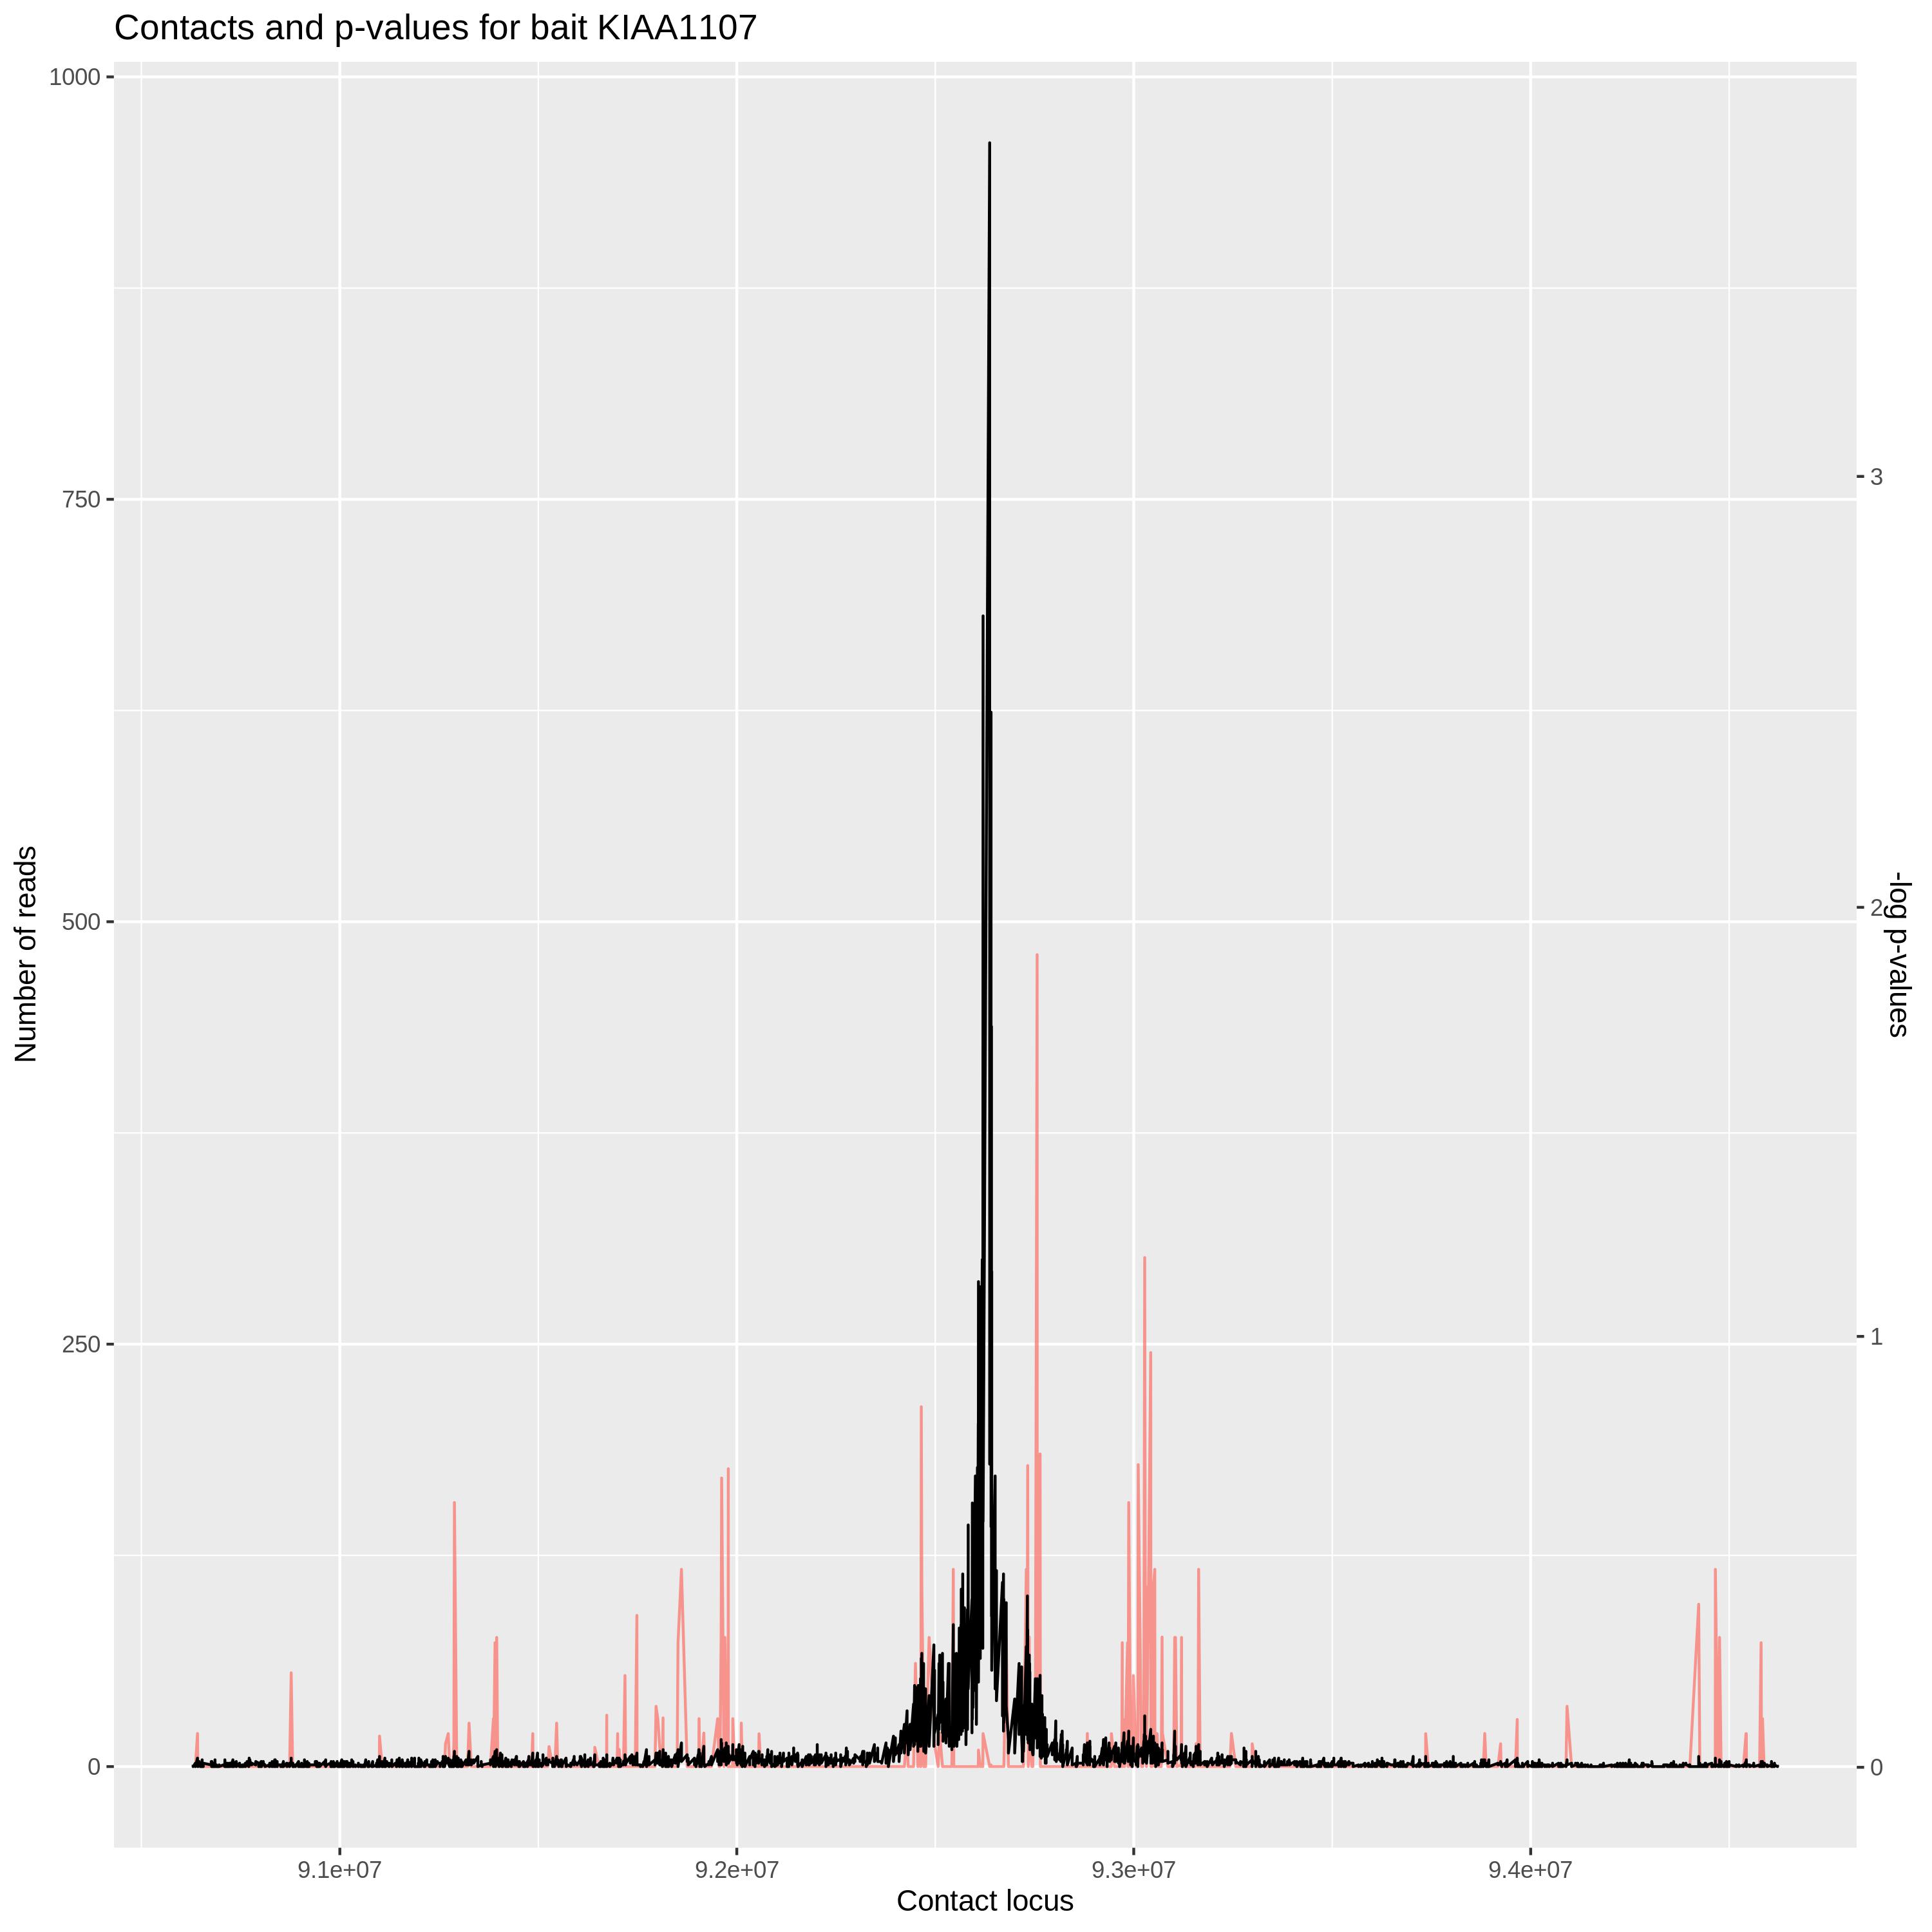 Contacts and p-values for bait KIAA1107
1000
750
500
250
0
Number of reads
3
2
1
0
-log p-values
9.1e+07
9.2e+07
9.3e+07
9.4e+07
Contact locus